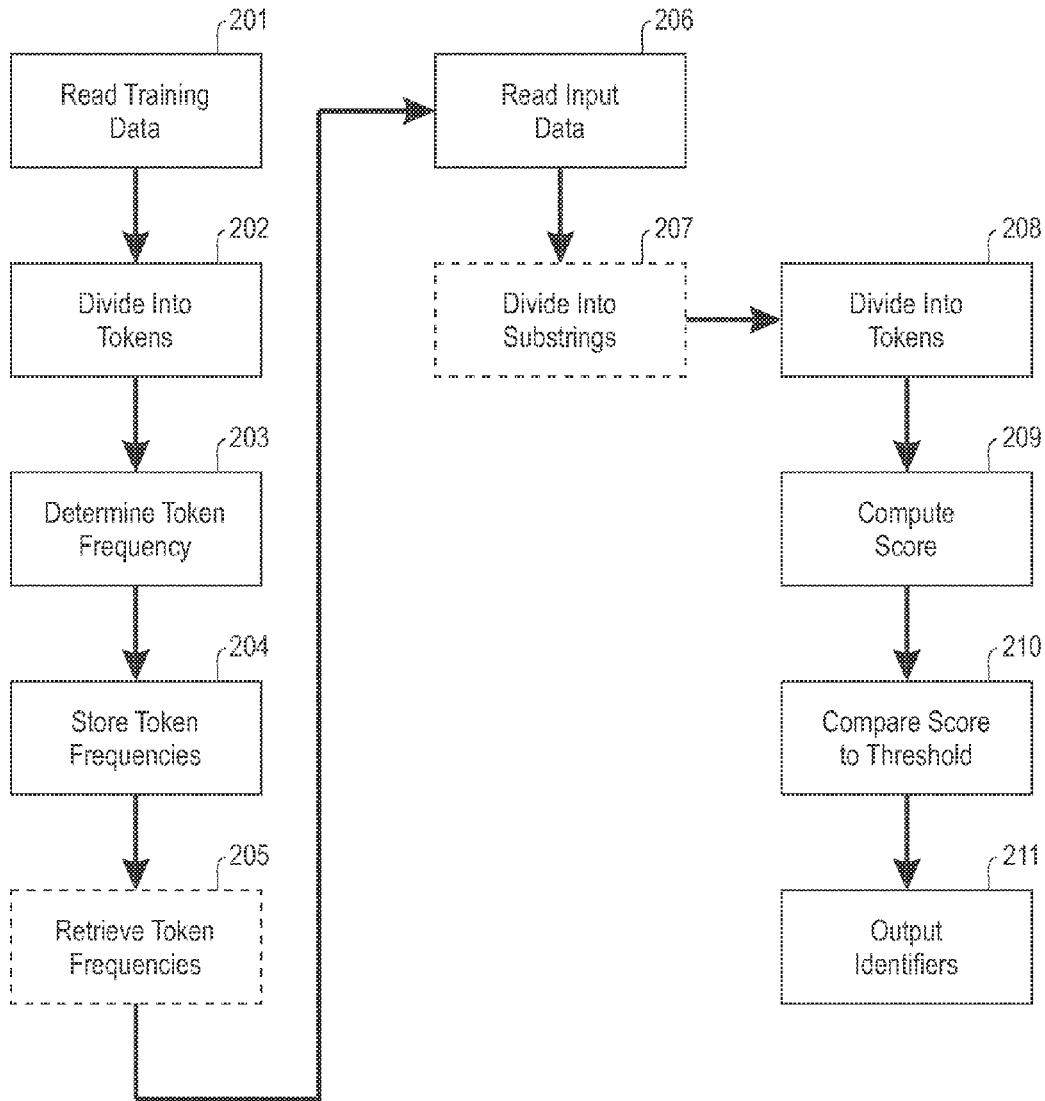 201
Read Training
Data
202
Divide Into
Tokens
203
Determine Token
Frequency
204
Store Token
Frequencies
205
Retrieve Token
Frequencies
206
Read Input
Data
207
Divide Into
Substrings
208
Divide Into
Tokens
209
Compute
Score
210
Compare Score
to Threshold
211
Output
Identifiers